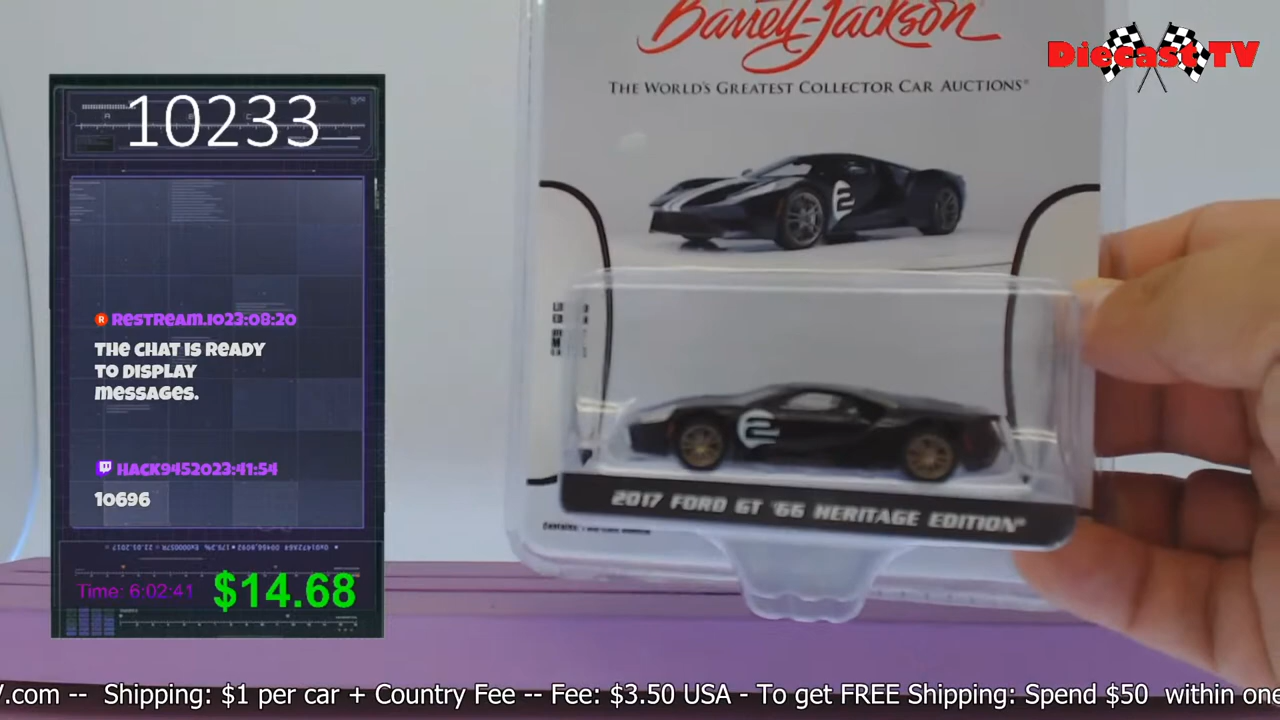 Barrett-Jackson
THE WORLD'S GREATEST COLLECTOR CAR AUCTIONS®
Diecast TV
10233
RESTREAM.IO23:08:20
THE CHAT IS READY
TO DISPLAY
MESSAGES.
HACK9452023:41:54
10696
Time: 6:02:41 $14.68
2017 FORD GT '66 HERITAGE EDITION®
V.com -- Shipping: $1 per car + Country Fee -- Fee: $3.50 USA - To get FREE Shipping: Spend $50 within one